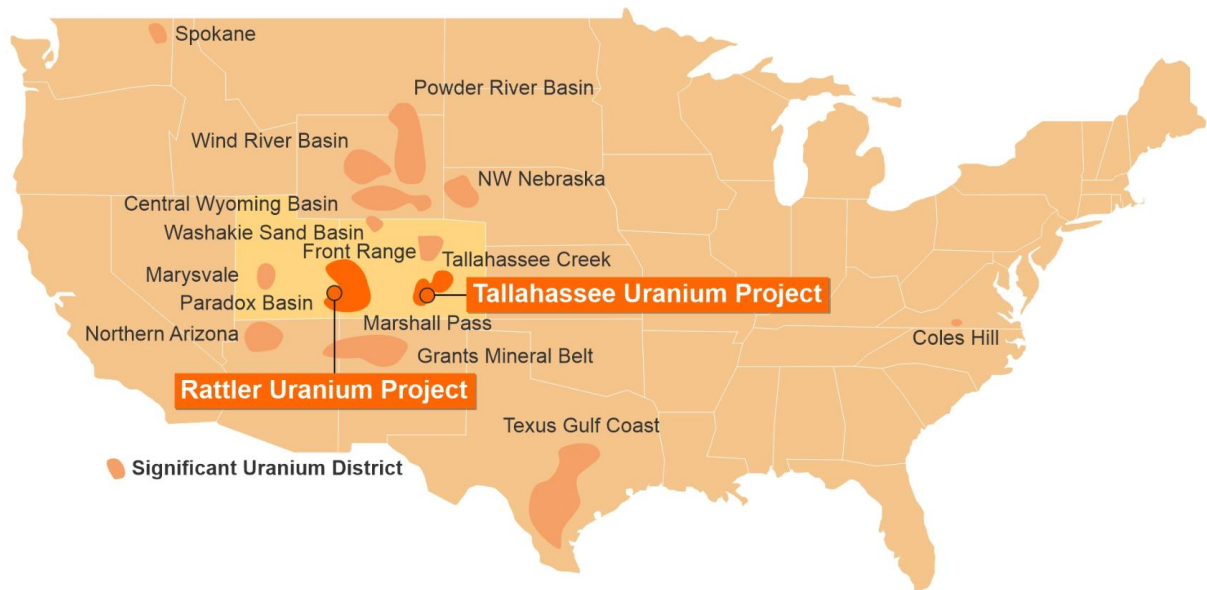 Spokane
Powder River Basin
Wind River Basin
NW Nebraska
Central Wyoming Basin
Washakie Sand Basin
Front Range
Tallahassee Creek
Marysvale
Tallahassee Uranium Project
Paradox Basin
Marshall Pass
Northern Arizona
Coles Hill
Grants Mineral Belt
Rattler Uranium Project
Texus Gulf Coast
Significant Uranium District